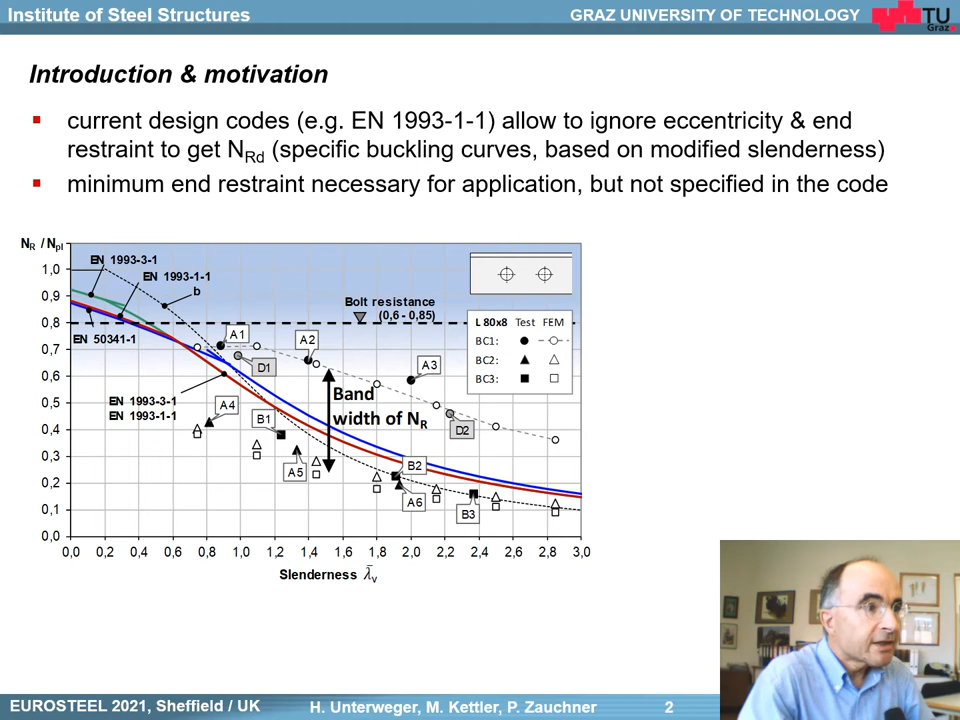 Institute of Steel Structures
GRAZ UNIVERSITY OF TECHNOLOGY
TU
Graz
Introduction & motivation
current design codes (e.g. EN 1993-1-1) allow to ignore eccentricity & end
restraint to get NRd (specific buckling curves, based on modified slenderness)
minimum end restraint necessary for application, but not specified in the code
NR / Npl
1,0
0,9
0,8
0,7
0,6
0,5
0,4
0,3
0,2
0,1
0,0
EN 1993-3-1
EN 1993-1-1
b
EN 50341-1
EN 1993-3-1
EN 1993-1-1
Bolt resistance
(0,6 - 0,85)
A1
A2
A3
D1
D2
A4
B1
A5
B2
A6
B3
Band
width of NR
L 80x8 Test FEM
BC1:
BC2:
BC3:
0,0 0,2 0,4 0,6 0,8 1,0 1,2 1,4 1,6 1,8 2,0 2,2 2,4 2,6 2,8 3,0
Slenderness λ̄v
EUROSTEEL 2021, Sheffield / UK
H. Unterweger, M. Kettler, P. Zauchner
2